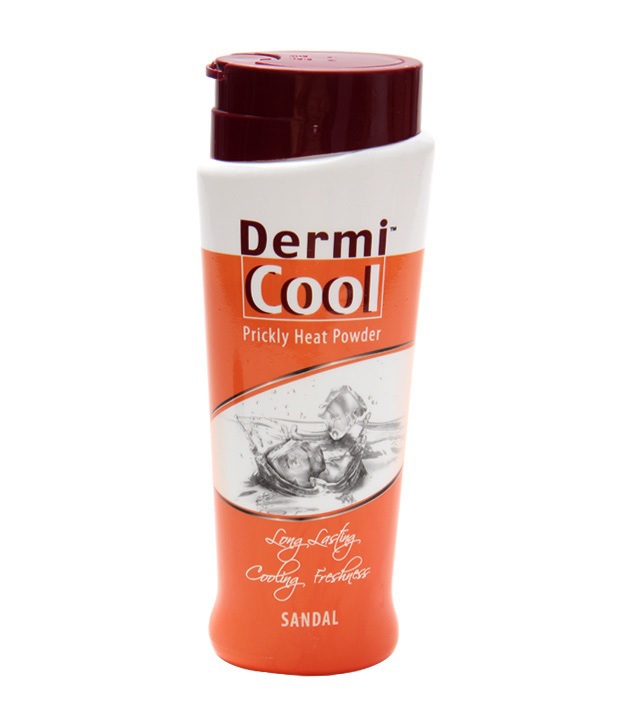 Dermi™
Cool
Prickly Heat Powder
Long Lasting
Cooling Freshness
SANDAL